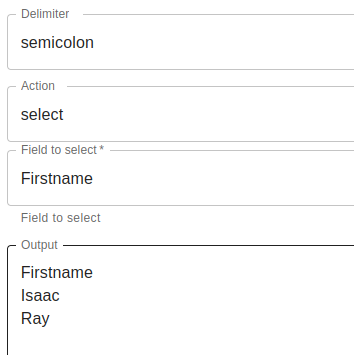 Delimiter
semicolon
Action
select
Field to select *
Firstname
Field to select
Output
Firstname
Isaac
Ray